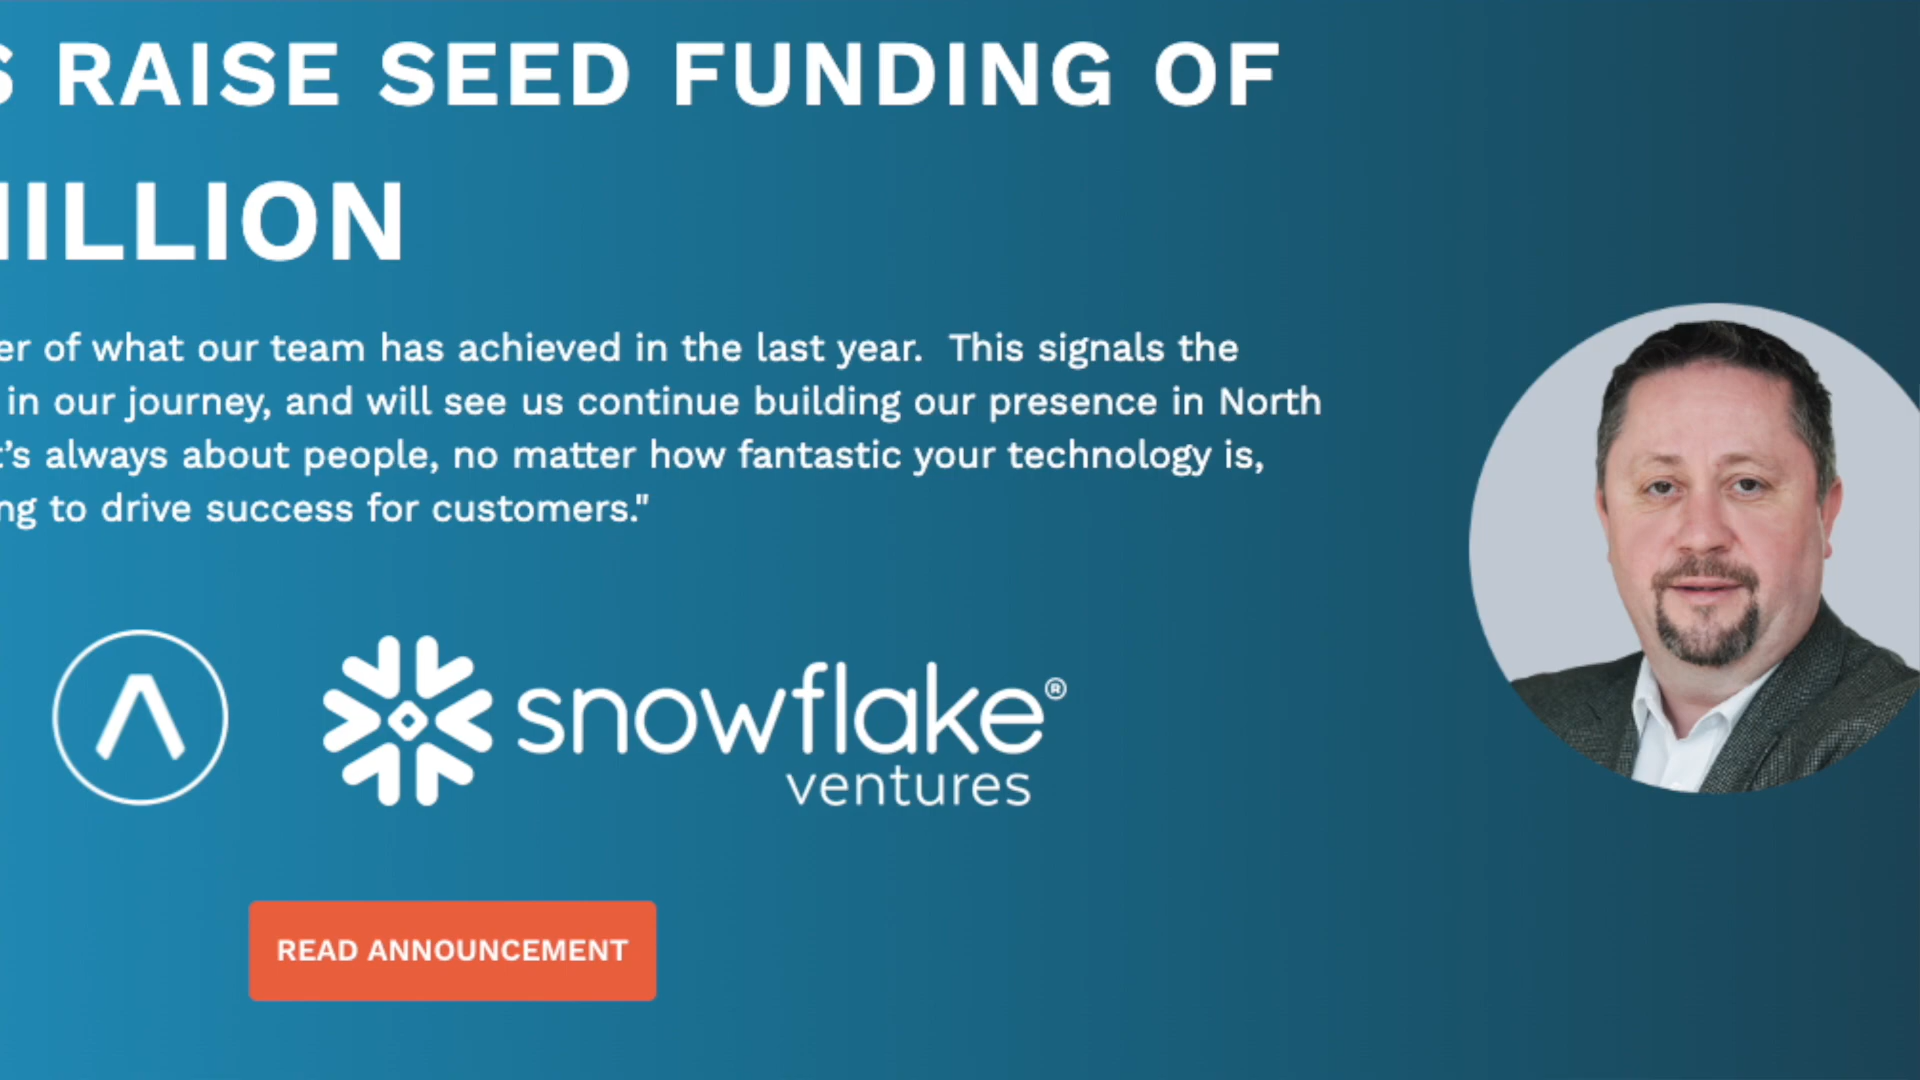 S RAISE SEED FUNDING OF
MILLION
er of what our team has achieved in the last year. This signals the
in our journey, and will see us continue building our presence in North
t’s always about people, no matter how fantastic your technology is,
ng to drive success for customers."
snowflake®
ventures
READ ANNOUNCEMENT